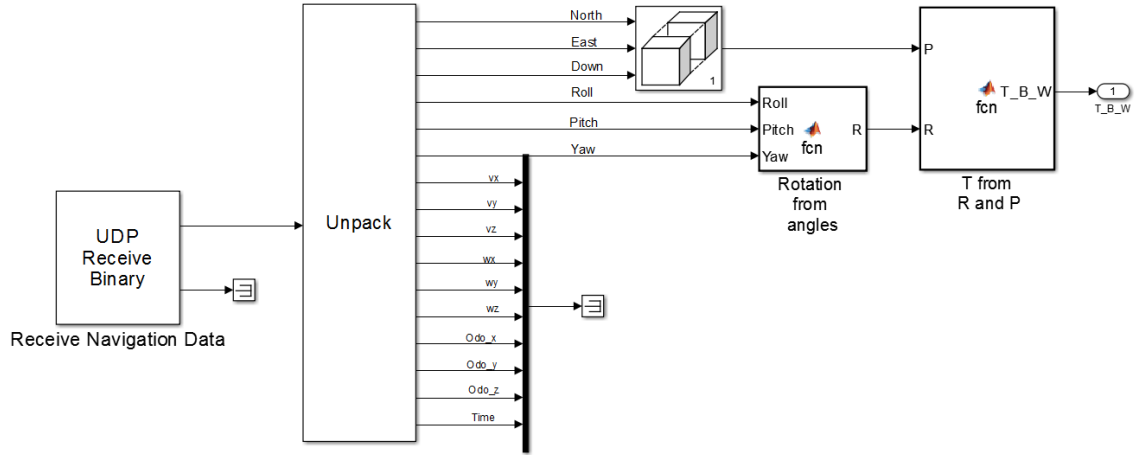 North
East
Down
Roll
Pitch
Yaw
1
P
R
T_B_W
fcn
1
T_B_W
T from
R and P
Roll
Pitch
Yaw
R
fcn
Rotation
from
angles
Unpack
vx
vy
vz
wx
wy
wz
Odo_x
Odo_y
Odo_z
Time
UDP
Receive
Binary
Receive Navigation Data